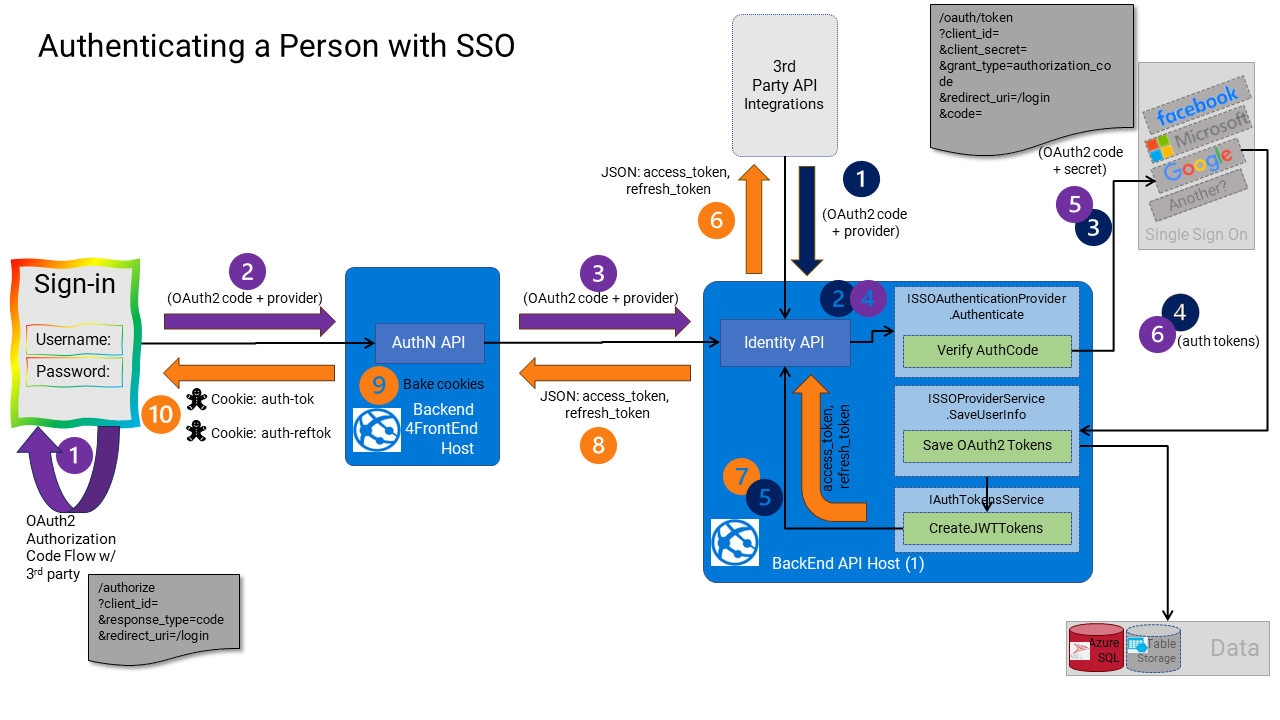 Authenticating a Person with SSO
3rd
Party API
Integrations
/oauth/token
?client_id=
&client_secret=
&grant_type=authorization_co
de
&redirect_uri=/login
&code=
facebook
Microsoft
Google
Another?
Single Sign On
(OAuth2 code
+ secret)
5
3
JSON: access_token,
refresh_token
6
1
(OAuth2 code
+ provider)
Sign-in
Username:
Password:
2
(OAuth2 code + provider)
AuthN API
9
Bake cookies
Backend
4FrontEnd
Host
3
(OAuth2 code + provider)
10
Cookie: auth-tok
Cookie: auth-reftok
JSON: access_token,
refresh_token
8
2
4
Identity API
ISSOAuthenticationProvider
.Authenticate
Verify AuthCode
4
6
(auth tokens)
ISSOProviderService
.SaveUserInfo
Save OAuth2 Tokens
access_token,
refresh_token
7
5
IAuthTokensService
CreateJWTTokens
BackEnd API Host (1)
1
OAuth2
Authorization
Code Flow w/
3rd party
/authorize
?client_id=
&response_type=code
&redirect_uri=/login
Azure
SQL
Table
Storage
Data